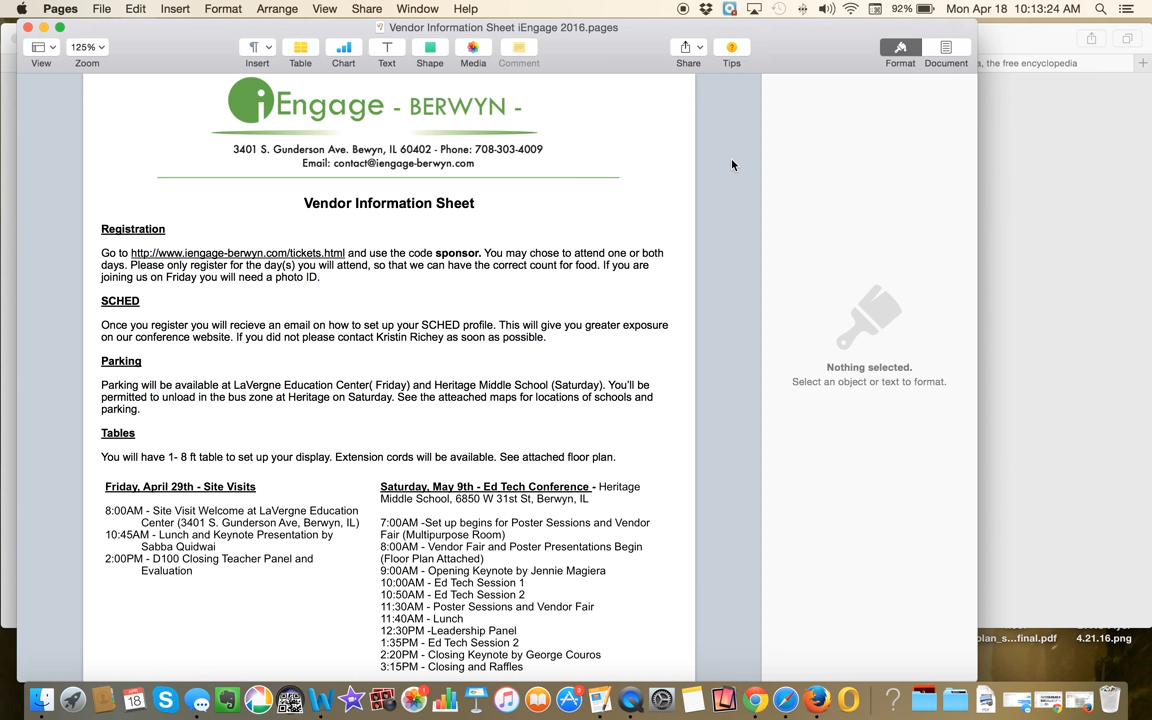 Pages File Edit Insert Format Arrange View Share Window Help 92% Mon Apr 18 10:13:24 AM
Vendor Information Sheet iEngage 2016.pages
125%
View Zoom Insert Table Chart Text Shape Media Comment Share Tips Format Document
, the free encyclopedia
iEngage - BERWYN -
3401 S. Gunderson Ave. Bewyn, IL 60402 - Phone: 708-303-4009
Email: contact@iengage-berwyn.com
Vendor Information Sheet
Registration
Go to http://www.iengage-berwyn.com/tickets.html and use the code sponsor. You may chose to attend one or both
days. Please only register for the day(s) you will attend, so that we can have the correct count for food. If you are
joining us on Friday you will need a photo ID.
SCHED
Once you register you will recieve an email on how to set up your SCHED profile. This will give you greater exposure
on our conference website. If you did not please contact Kristin Richey as soon as possible.
Parking
Parking will be available at LaVergne Education Center( Friday) and Heritage Middle School (Saturday). You'll be
permitted to unload in the bus zone at Heritage on Saturday. See the atteached maps for locations of schools and
parking.
Tables
You will have 1- 8 ft table to set up your display. Extension cords will be available. See attached floor plan.
Friday, April 29th - Site Visits
8:00AM - Site Visit Welcome at LaVergne Education
Center (3401 S. Gunderson Ave, Berwyn, IL)
10:45AM - Lunch and Keynote Presentation by
Sabba Quidwai
2:00PM - D100 Closing Teacher Panel and
Evaluation
Saturday, May 9th - Ed Tech Conference - Heritage
Middle School, 6850 W 31st St, Berwyn, IL
7:00AM -Set up begins for Poster Sessions and Vendor
Fair (Multipurpose Room)
8:00AM - Vendor Fair and Poster Presentations Begin
(Floor Plan Attached)
9:00AM - Opening Keynote by Jennie Magiera
10:00AM - Ed Tech Session 1
10:50AM - Ed Tech Session 2
11:30AM - Poster Sessions and Vendor Fair
11:40AM - Lunch
12:30PM -Leadership Panel
1:35PM - Ed Tech Session 2
2:20PM - Closing Keynote by George Couros
3:15PM - Closing and Raffles
Nothing selected.
Select an object or text to format.
plan_s...final.pdf
4.21.16.png
APR
18
1
3